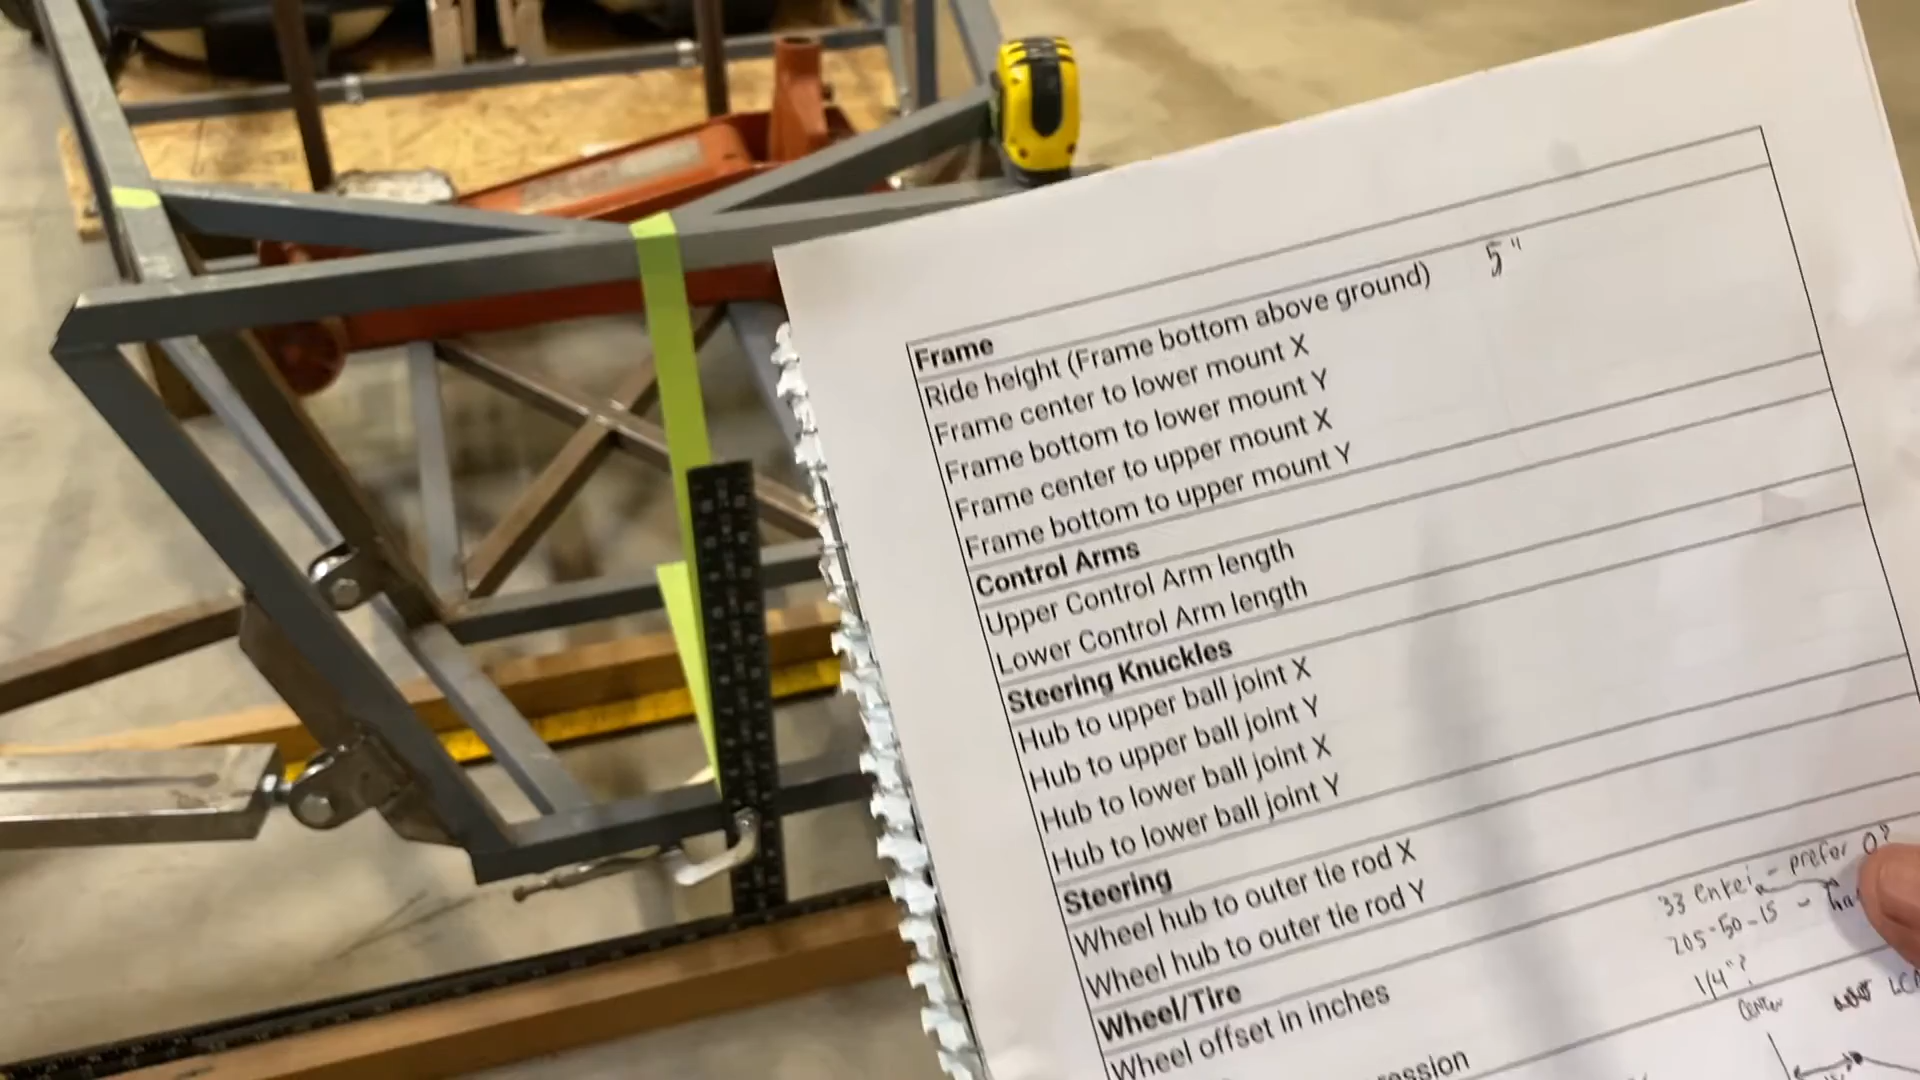 Frame
Ride height (Frame bottom above ground) 5"
Frame center to lower mount X
Frame bottom to lower mount Y
Frame center to upper mount X
Frame bottom to upper mount Y
Control Arms
Upper Control Arm length
Lower Control Arm length
Steering Knuckles
Hub to upper ball joint X
Hub to upper ball joint Y
Hub to lower ball joint X
Hub to lower ball joint Y
Steering
Wheel hub to outer tie rod X
Wheel hub to outer tie rod Y
Wheel/Tire
Wheel offset in inches
33 Enkei - prefer 0?
205-50-15 -
1/4"?
Center